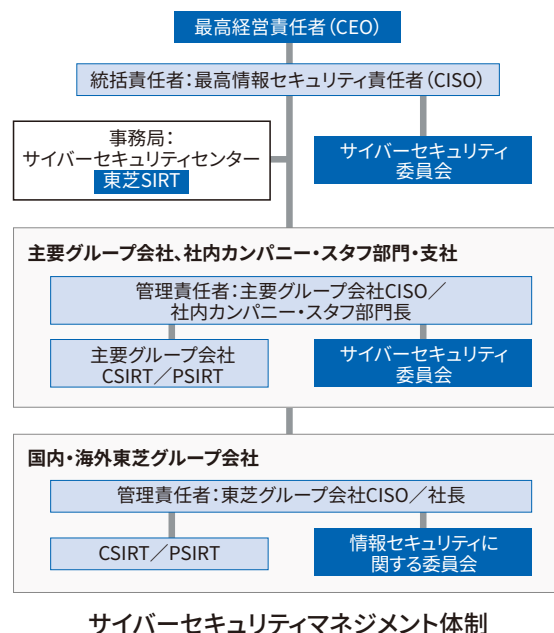 最高経営責任者（CEO）
統括責任者：最高情報セキュリティ責任者（CISO）
事務局：
サイバーセキュリティセンター
東芝SIRT
サイバーセキュリティ
委員会
主要グループ会社、社内カンパニー・スタッフ部門・支社
管理責任者：主要グループ会社CISO／
社内カンパニー・スタッフ部門長
主要グループ会社
CSIRT／PSIRT
サイバーセキュリティ
委員会
国内・海外東芝グループ会社
管理責任者：東芝グループ会社CISO／社長
CSIRT／PSIRT
情報セキュリティに
関する委員会
サイバーセキュリティマネジメント体制